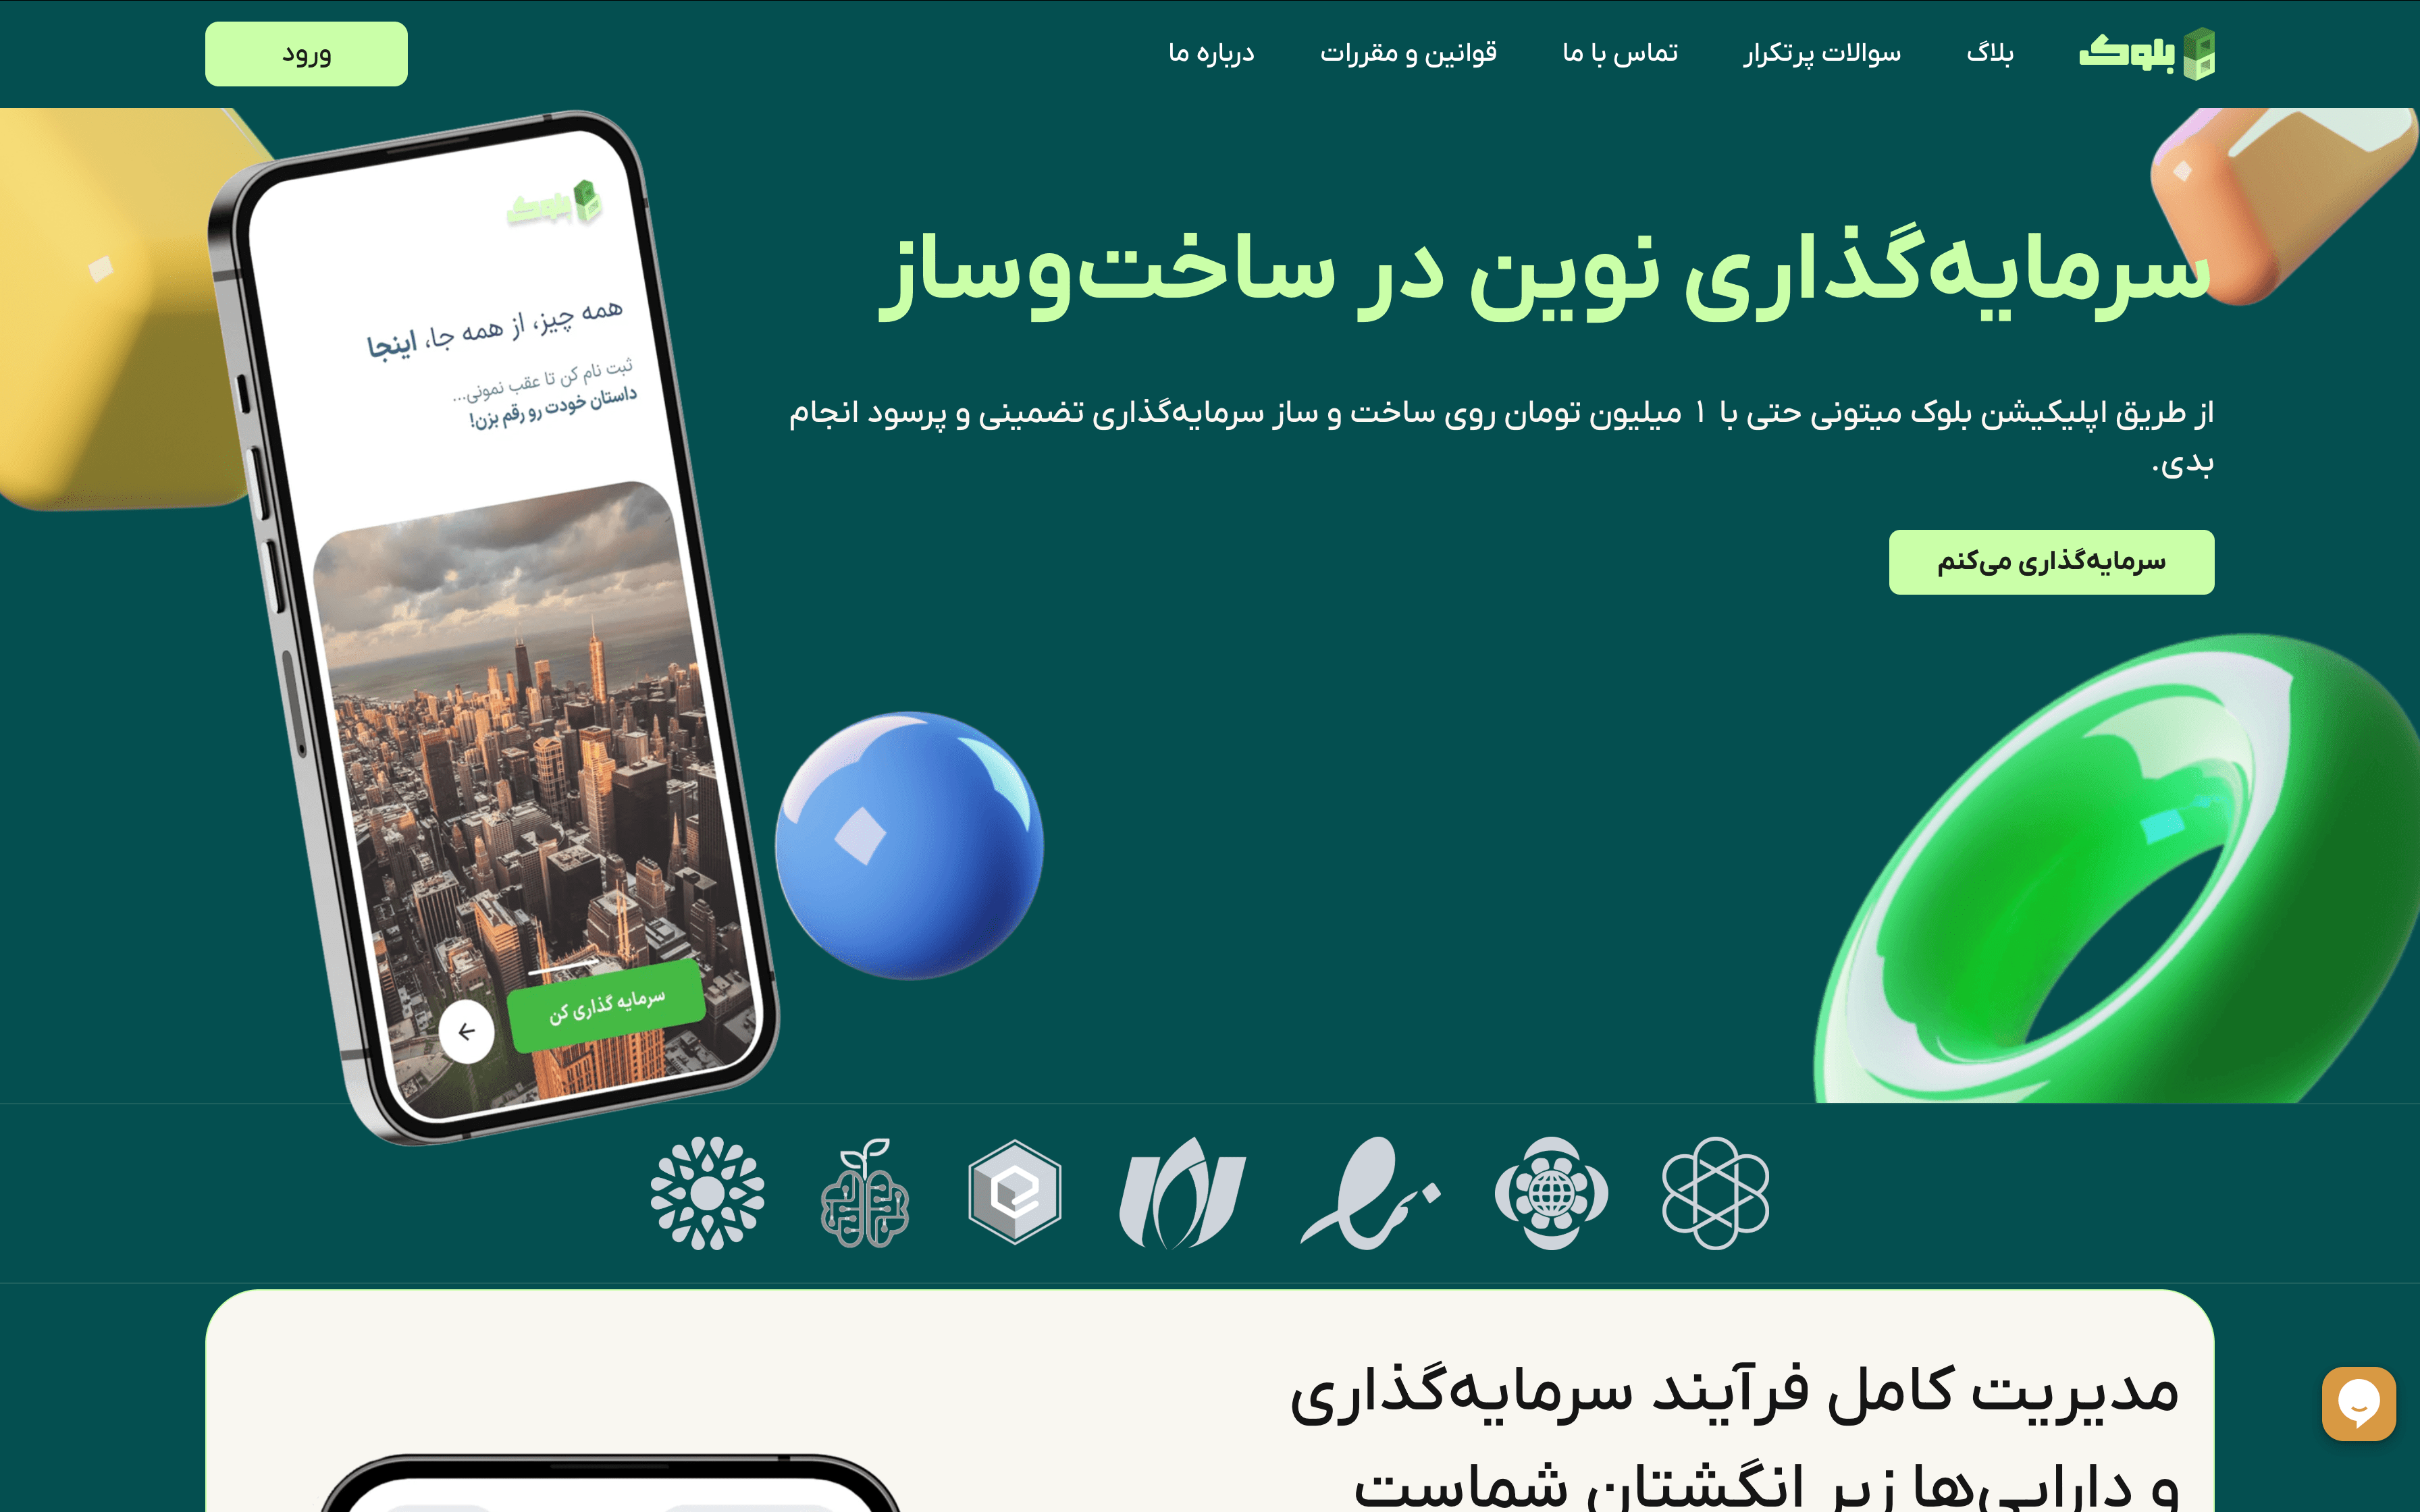 بلوک
بلاگ
سوالات پرتکرار
تماس با ما
قوانین و مقررات
درباره ما
ورود
سرمایه‌گذاری نوین در ساخت‌وساز
از طریق اپلیکیشن بلوک میتونی حتی با ۱ میلیون تومان روی ساخت و ساز سرمایه‌گذاری تضمینی و پرسود انجام
بدی.
سرمایه‌گذاری می‌کنم
بلوک
همه چیز، از همه جا، اینجا
ثبت نام کن تا عقب نمونی...
داستان خودت رو رقم بزن!
سرمایه گذاری کن
مدیریت کامل فرآیند سرمایه‌گذاری
و دارایی‌ها زیر انگشتان شماست